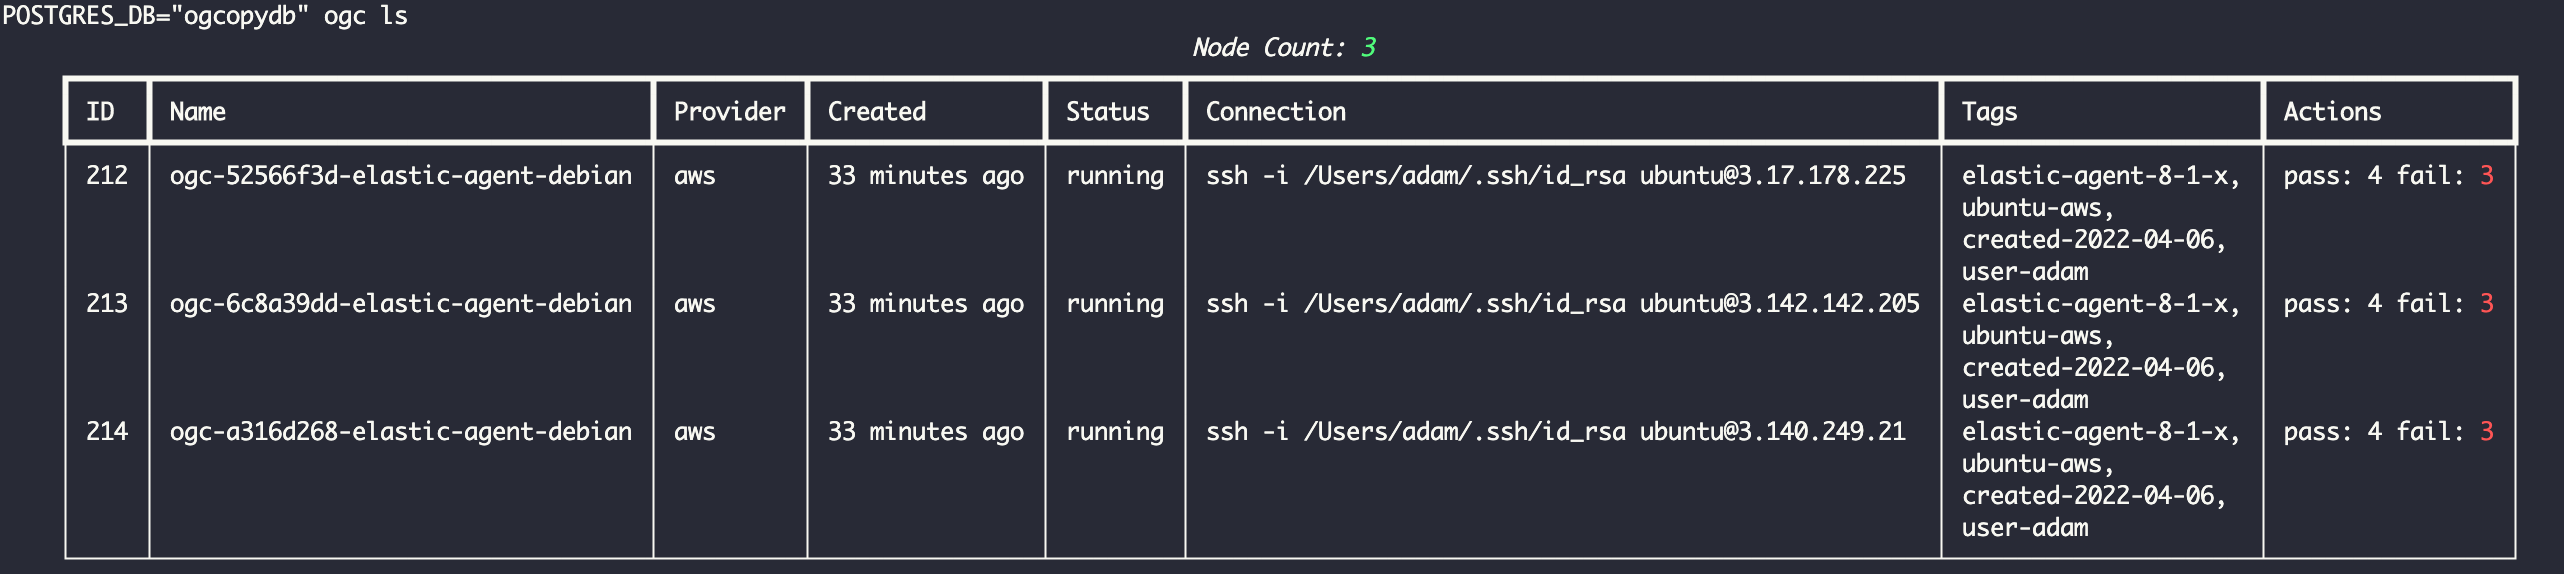 POSTGRES_DB="ogcopydb" ogc ls
Node Count: 3
ID Name Provider Created Status Connection Tags Actions
212 ogc-52566f3d-elastic-agent-debian aws 33 minutes ago running ssh -i /Users/adam/.ssh/id_rsa ubuntu@3.17.178.225 elastic-agent-8-1-x, pass: 4 fail: 3
ubuntu-aws,
created-2022-04-06,
user-adam
213 ogc-6c8a39dd-elastic-agent-debian aws 33 minutes ago running ssh -i /Users/adam/.ssh/id_rsa ubuntu@3.142.142.205 elastic-agent-8-1-x, pass: 4 fail: 3
ubuntu-aws,
created-2022-04-06,
user-adam
214 ogc-a316d268-elastic-agent-debian aws 33 minutes ago running ssh -i /Users/adam/.ssh/id_rsa ubuntu@3.140.249.21 elastic-agent-8-1-x, pass: 4 fail: 3
ubuntu-aws,
created-2022-04-06,
user-adam